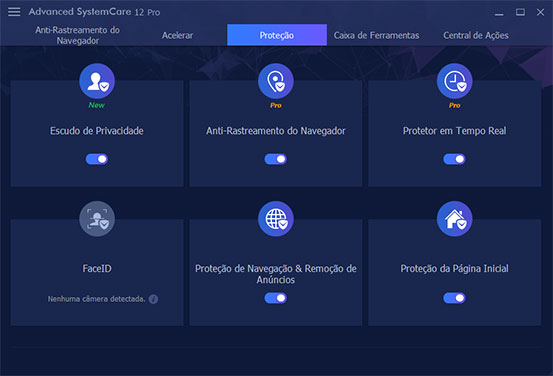 Advanced SystemCare 12 Pro
Anti-Rastreamento do
Navegador
Acelerar
Proteção
Caixa de Ferramentas
Central de Ações
New
Pro
Pro
Escudo de Privacidade
Anti-Rastreamento do Navegador
Protetor em Tempo Real
FaceID
Proteção de Navegação & Remoção de
Anúncios
Proteção da Página Inicial
Nenhuma câmera detectada.